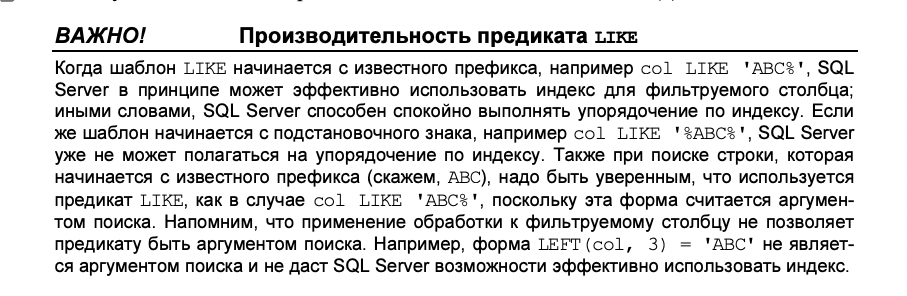 ВАЖНО! Производительность предиката LIKE
Когда шаблон LIKE начинается с известного префикса, например col LIKE 'ABC%', SQL
Server в принципе может эффективно использовать индекс для фильтруемого столбца;
иными словами, SQL Server способен спокойно выполнять упорядочение по индексу. Если
же шаблон начинается с подстановочного знака, например col LIKE '%ABC%', SQL Server
уже не может полагаться на упорядочение по индексу. Также при поиске строки, которая
начинается с известного префикса (скажем, ABC), надо быть уверенным, что используется
предикат LIKE, как в случае col LIKE 'ABC%', поскольку эта форма считается аргумен-
том поиска. Напомним, что применение обработки к фильтруемому столбцу не позволяет
предикату быть аргументом поиска. Например, форма LEFT(col, 3) = 'ABC' не являет-
ся аргументом поиска и не даст SQL Server возможности эффективно использовать индекс.